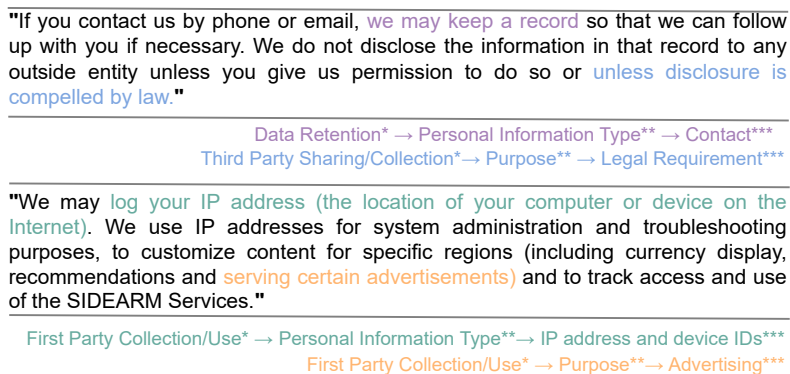 "If you contact us by phone or email, we may keep a record so that we can follow
up with you if necessary. We do not disclose the information in that record to any
outside entity unless you give us permission to do so or unless disclosure is
compelled by law."
Data Retention* → Personal Information Type** → Contact***
Third Party Sharing/Collection*→ Purpose** → Legal Requirement***
"We may log your IP address (the location of your computer or device on the
Internet). We use IP addresses for system administration and troubleshooting
purposes, to customize content for specific regions (including currency display,
recommendations and serving certain advertisements) and to track access and use
of the SIDEARM Services."
First Party Collection/Use* → Personal Information Type**→ IP address and device IDs***
First Party Collection/Use* → Purpose**→ Advertising***